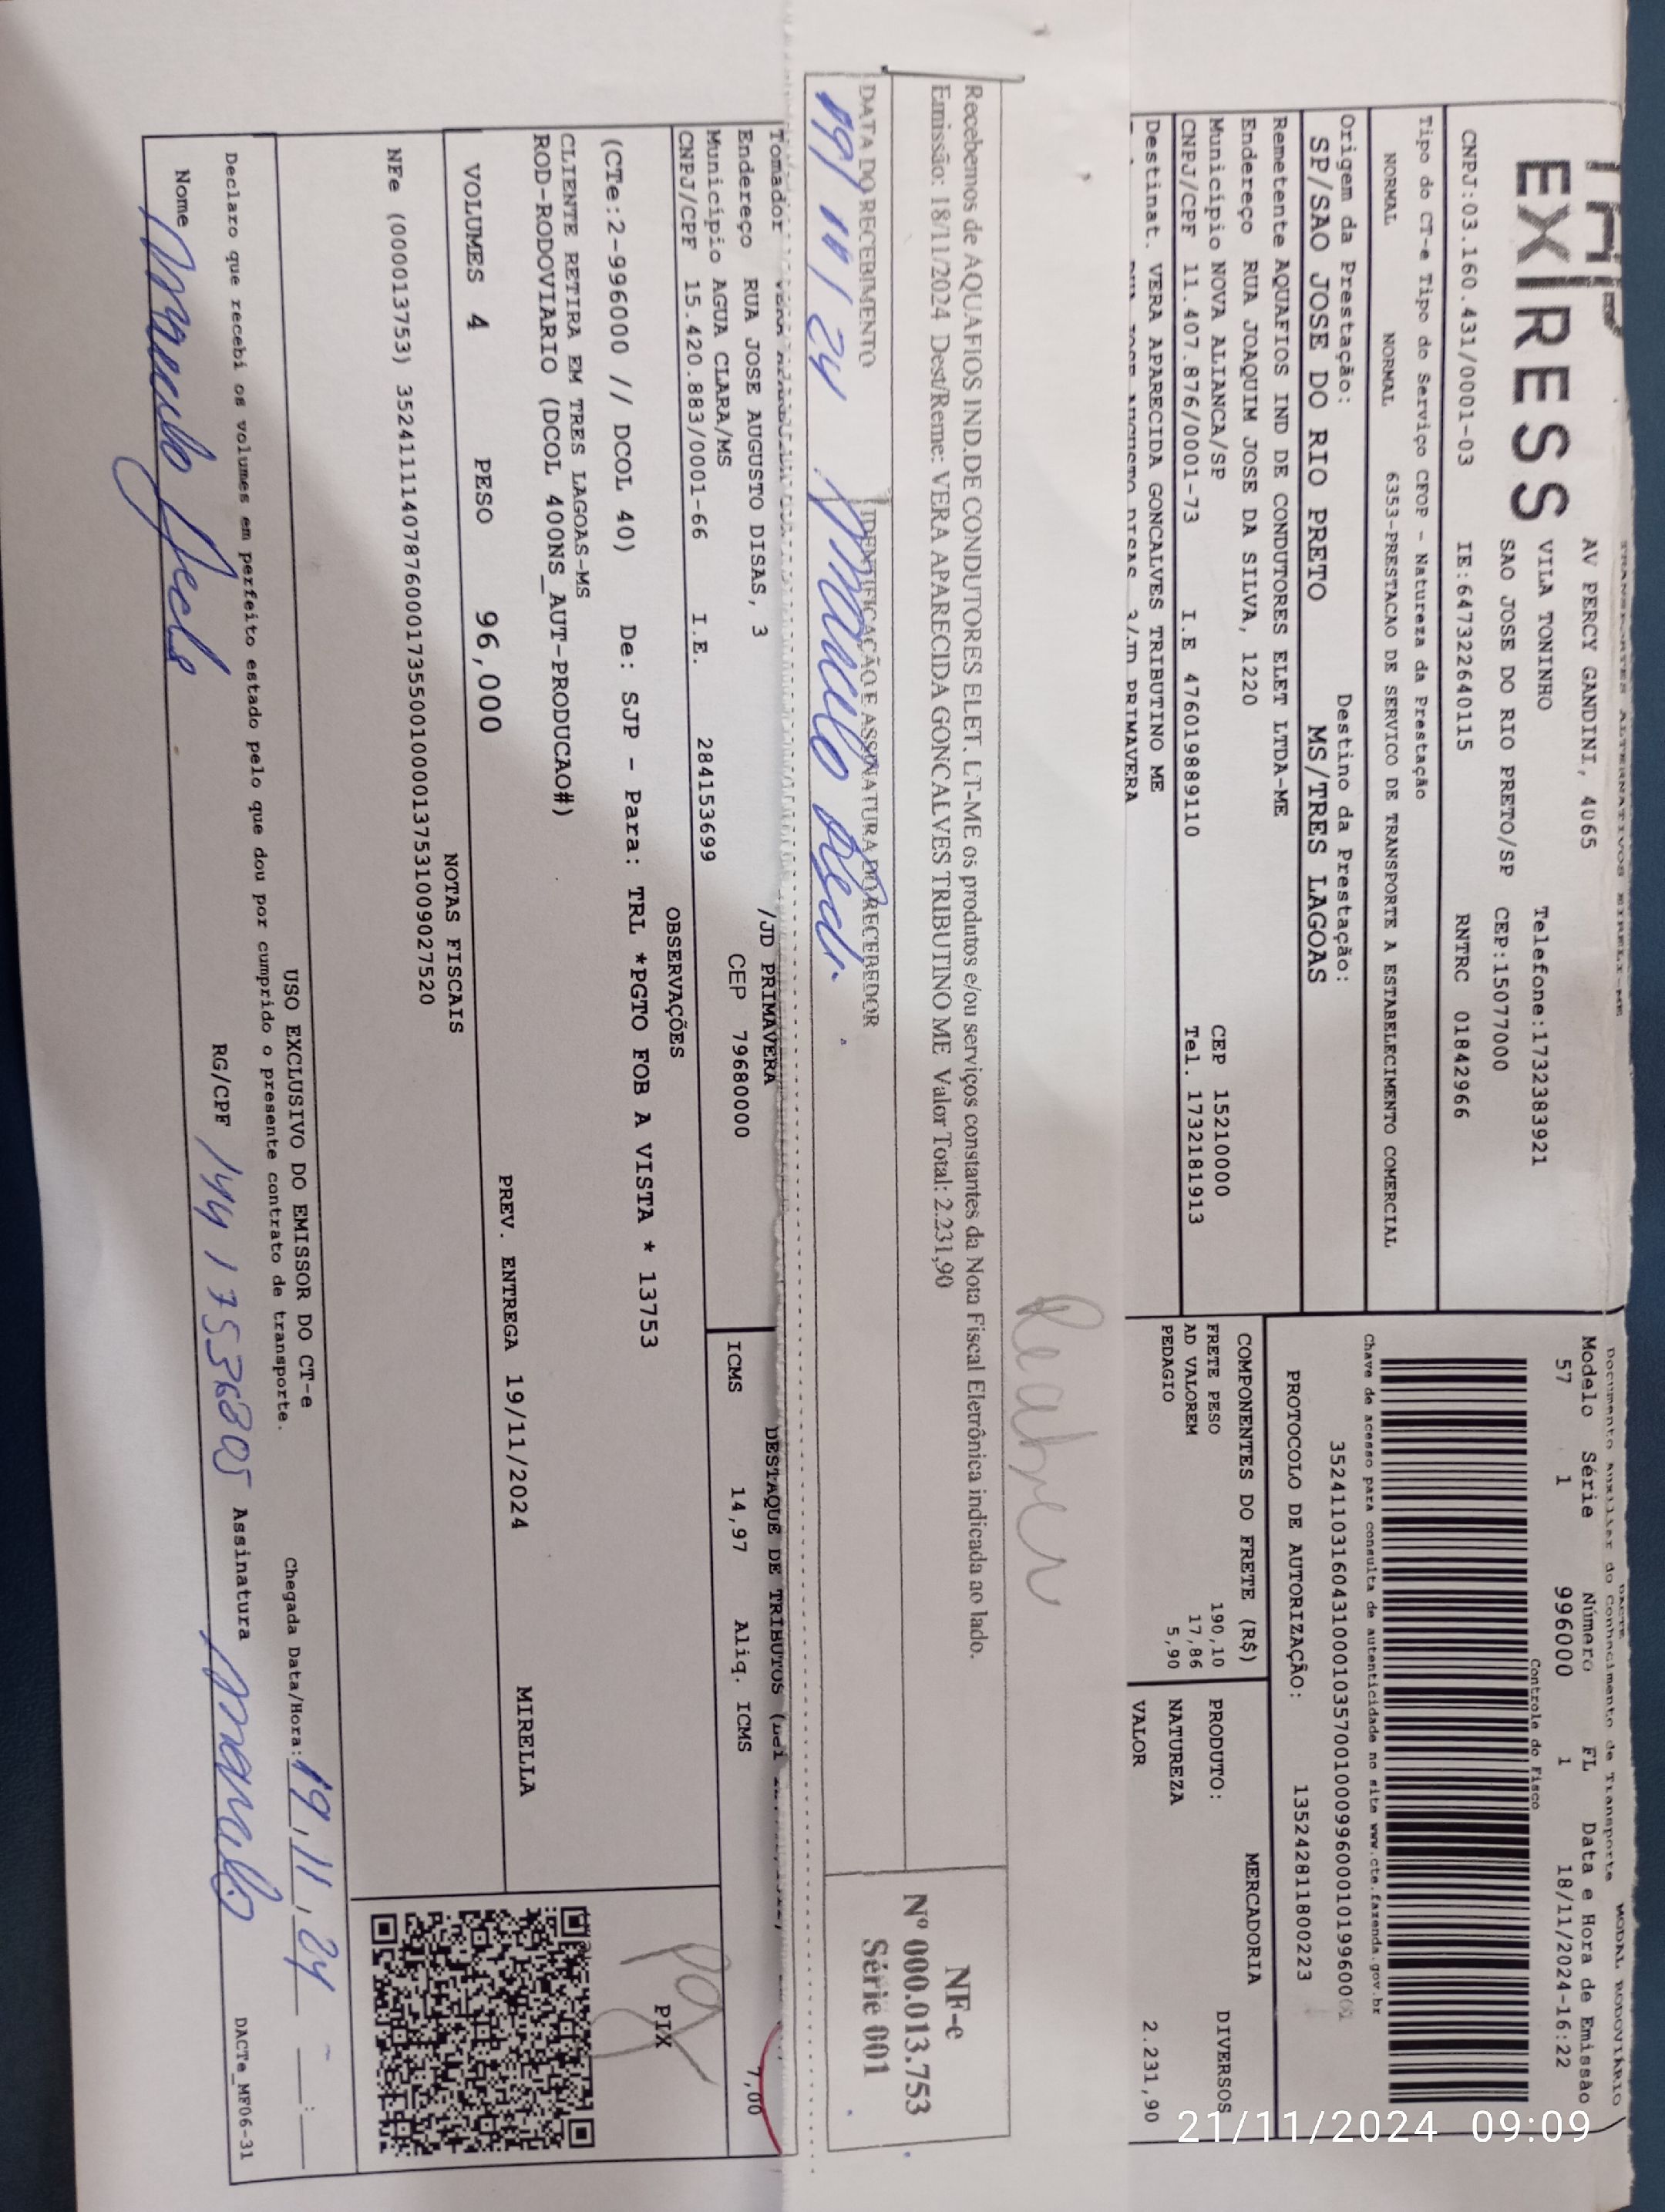 EXPRESS
AV PERCY GANDINI, 4065
VILA TONINHO
Telefone:1732383921
SAO JOSE DO RIO PRETO/SP CEP:15077000
CNPJ:03.160.431/0001-03 IE:647322640115 RNTRC 01842966
Tipo do CT-e Tipo do Serviço CFOP - Natureza da Prestação
NORMAL NORMAL 6353-PRESTACAO DE SERVICO DE TRANSPORTE A ESTABELECIMENTO COMERCIAL
Origem da Prestação: Destino da Prestação:
SP/SAO JOSE DO RIO PRETO MS/TRES LAGOAS
Remetente AQUAFIOS IND DE CONDUTORES ELET LTDA-ME
Endereço RUA JOAQUIM JOSE DA SILVA, 1220
Município NOVA ALIANCA/SP CEP 15210000
CNPJ/CPF 11.407.876/0001-73 I.E 476019889110 Tel. 1732181913
Destinat. VERA APARECIDA GONCALVES TRIBUTINO ME
Documento Auxiliar do Conhecimento de Transporte MODAL RODOVIÁRIO
Modelo Série Número FL Data e Hora de Emissão
57 1 996000 1 18/11/2024-16:22
Controle do Fisco
Chave de acesso para consulta de autenticidade no site www.cte.fazenda.gov.br
PROTOCOLO DE AUTORIZAÇÃO: 135242811800223
COMPONENTES DO FRETE (R$) MERCADORIA
FRETE PESO 190,10 PRODUTO: DIVERSOS
AD VALOREM 17,86 NATUREZA
PEDAGIO 5,90 VALOR 2.231,90
Recebemos de AQUAFIOS IND.DE CONDUTORES ELET. LT-ME os produtos e/ou serviços constantes da Nota Fiscal Eletrônica indicada ao lado.
Emissão: 18/11/2024 Dest/Reme: VERA APARECIDA GONCALVES TRIBUTINO ME Valor Total: 2.231,90
DATA DO RECEBIMENTO IDENTIFICAÇÃO E ASSINATURA DO RECEBEDOR
NF-e
Nº 000.013.753
Série 001
Tomador
Endereço RUA JOSE AUGUSTO DISAS, 3 /JD PRIMAVERA
Município AGUA CLARA/MS CEP 79680000
CNPJ/CPF 15.420.883/0001-66 I.E. 284153699
DESTAQUE DE TRIBUTOS
ICMS 14,97 Aliq. ICMS 7,00
OBSERVAÇÕES
(CTe:2-996000 // DCOL 40) De: SJP - Para: TRL *PGTO FOB A VISTA * 13753
PIX
CLIENTE RETIRA EM TRES LAGOAS-MS
ROD-RODOVIARIO (DCOL 400NS_AUT-PRODUCAO#)
VOLUMES 4 PESO 96,000 PREV. ENTREGA 19/11/2024 MIRELLA
NOTAS FISCAIS
NFe (000013753) 35241111407876000173550010000137531009027520
USO EXCLUSIVO DO EMISSOR DO CT-e
Declaro que recebi os volumes em perfeito estado pelo que dou por cumprido o presente contrato de transporte.
Chegada Data/Hora: 19,11,24
Nome RG/CPF Assinatura
DACTe_MF06-31
21/11/2024 09:09